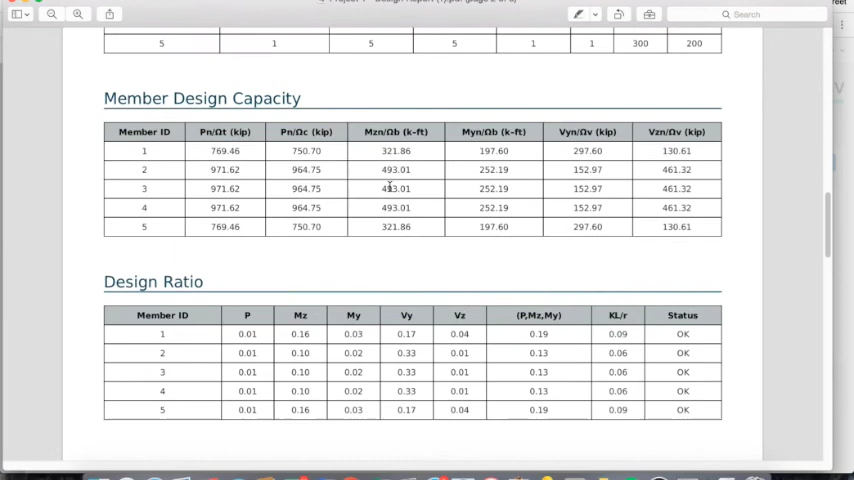 Search
5 1 5 5 1 1 300 200
Member Design Capacity
Member ID Pn/Ωt (kip) Pn/Ωc (kip) Mzn/Ωb (k-ft) Myn/Ωb (k-ft) Vyn/Ωv (kip) Vzn/Ωv (kip)
1 769.46 750.70 321.86 197.60 297.60 130.61
2 971.62 964.75 493.01 252.19 152.97 461.32
3 971.62 964.75 493.01 252.19 152.97 461.32
4 971.62 964.75 493.01 252.19 152.97 461.32
5 769.46 750.70 321.86 197.60 297.60 130.61
Design Ratio
Member ID P Mz My Vy Vz (P,Mz,My) KL/r Status
1 0.01 0.16 0.03 0.17 0.04 0.19 0.09 OK
2 0.01 0.10 0.02 0.33 0.01 0.13 0.06 OK
3 0.01 0.10 0.02 0.33 0.01 0.13 0.06 OK
4 0.01 0.10 0.02 0.33 0.01 0.13 0.06 OK
5 0.01 0.16 0.03 0.17 0.04 0.19 0.09 OK